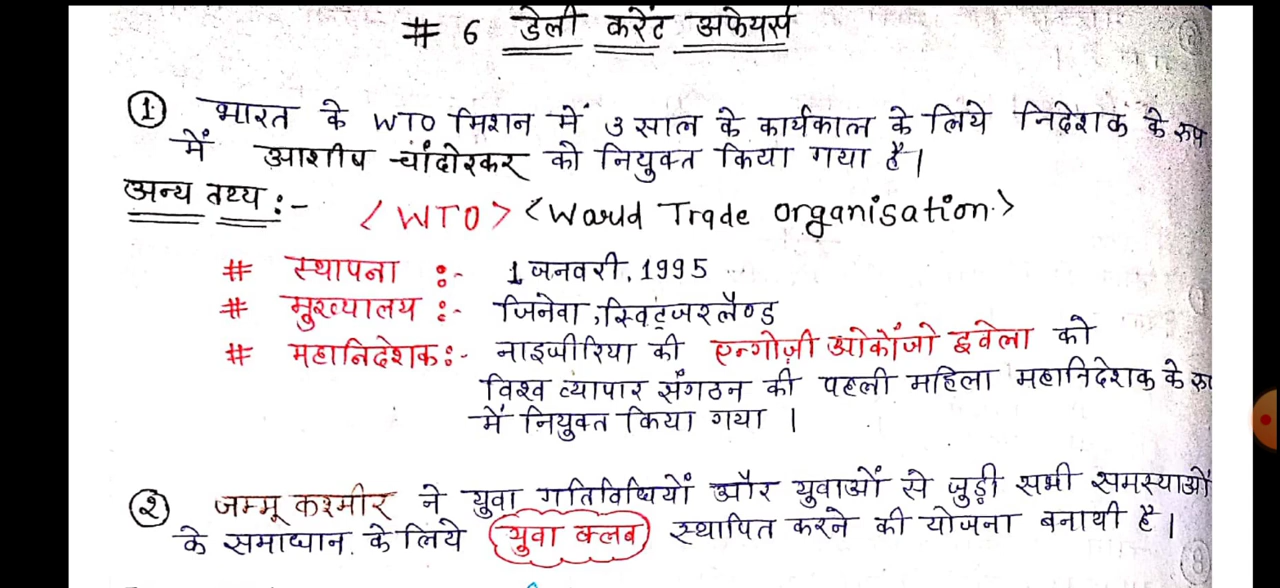 # 6 डेली करेंट अफेयर्स
① भारत के WTO मिशन में 3 साल के कार्यकाल के लिये निदेशक के रूप
में आशीष चांदोरकर को नियुक्त किया गया है।
अन्य तथ्य :- <WTO> <World Trade organisation.>
# स्थापना :- 1 जनवरी, 1995
# मुख्यालय :- जिनेवा, स्विट्जरलैण्ड
# महानिदेशक :- नाइजीरिया की एन्गोज़ी ओकोंजो इवेला को
विश्व व्यापार संगठन की पहली महिला महानिदेशक के
में नियुक्त किया गया ।
② जम्मू कश्मीर ने युवा गतिविधियों और युवाओं से जुड़ी सभी समस्याओं
के समाधान के लिये युवा क्लब स्थापित करने की योजना बनायी है।